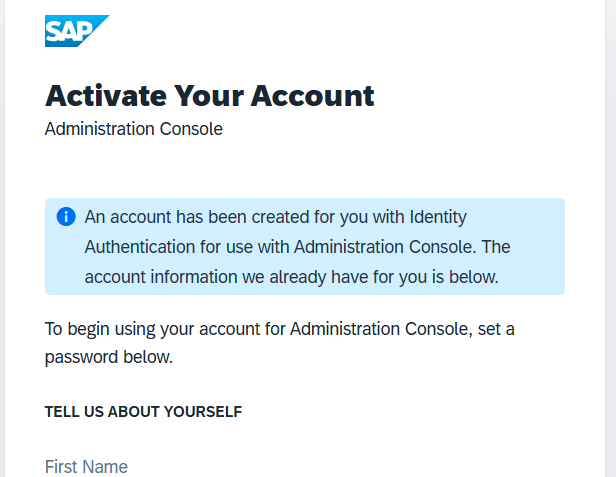 SAP
Activate Your Account
Administration Console
An account has been created for you with Identity
Authentication for use with Administration Console. The
account information we already have for you is below.
To begin using your account for Administration Console, set a
password below.
TELL US ABOUT YOURSELF
First Name